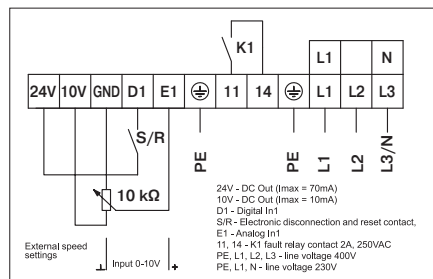 K1
L1 N
24V 10V GND D1 E1 11 14 L1 L2 L3
S/R
PE PE L1 L2 L3/N
10 kΩ
24V - DC Out (Imax = 70mA)
10V - DC Out (Imax = 10mA)
D1 - Digital In1
S/R - Electronic disconnection and reset contact,
E1 - Analog In1
11, 14 - K1 fault relay contact 2A, 250VAC
PE, L1, L2, L3 - line voltage 400V
PE, L1, N - line voltage 230V
External speed
settings
⊥ Input 0-10V +